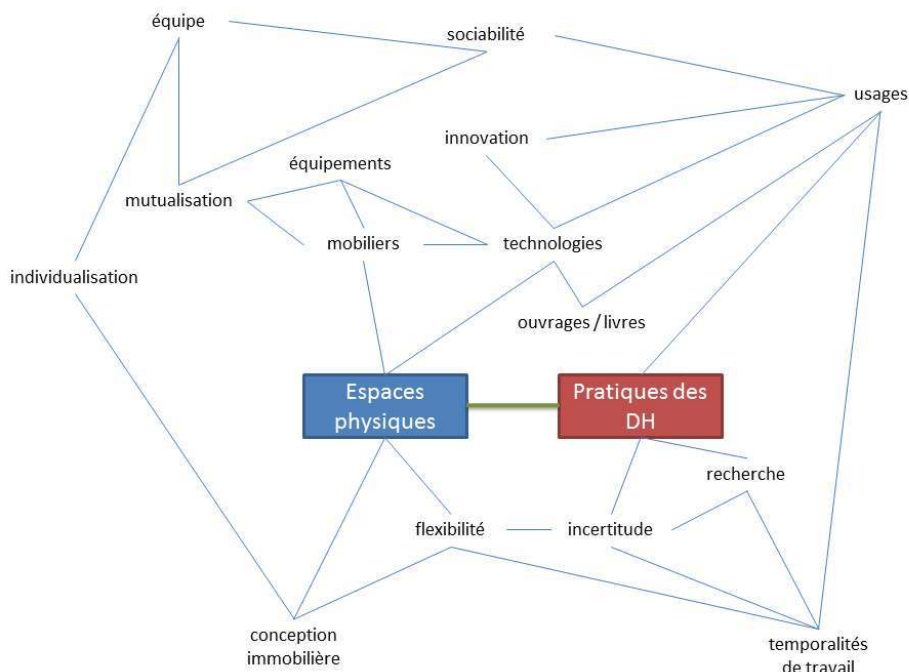 équipe
sociabilité
usages
innovation
équipements
mutualisation
mobiliers
technologies
individualisation
ouvrages / livres
Espaces
physiques
Pratiques des
DH
recherche
flexibilité
incertitude
conception
immobilière
temporalités
de travail